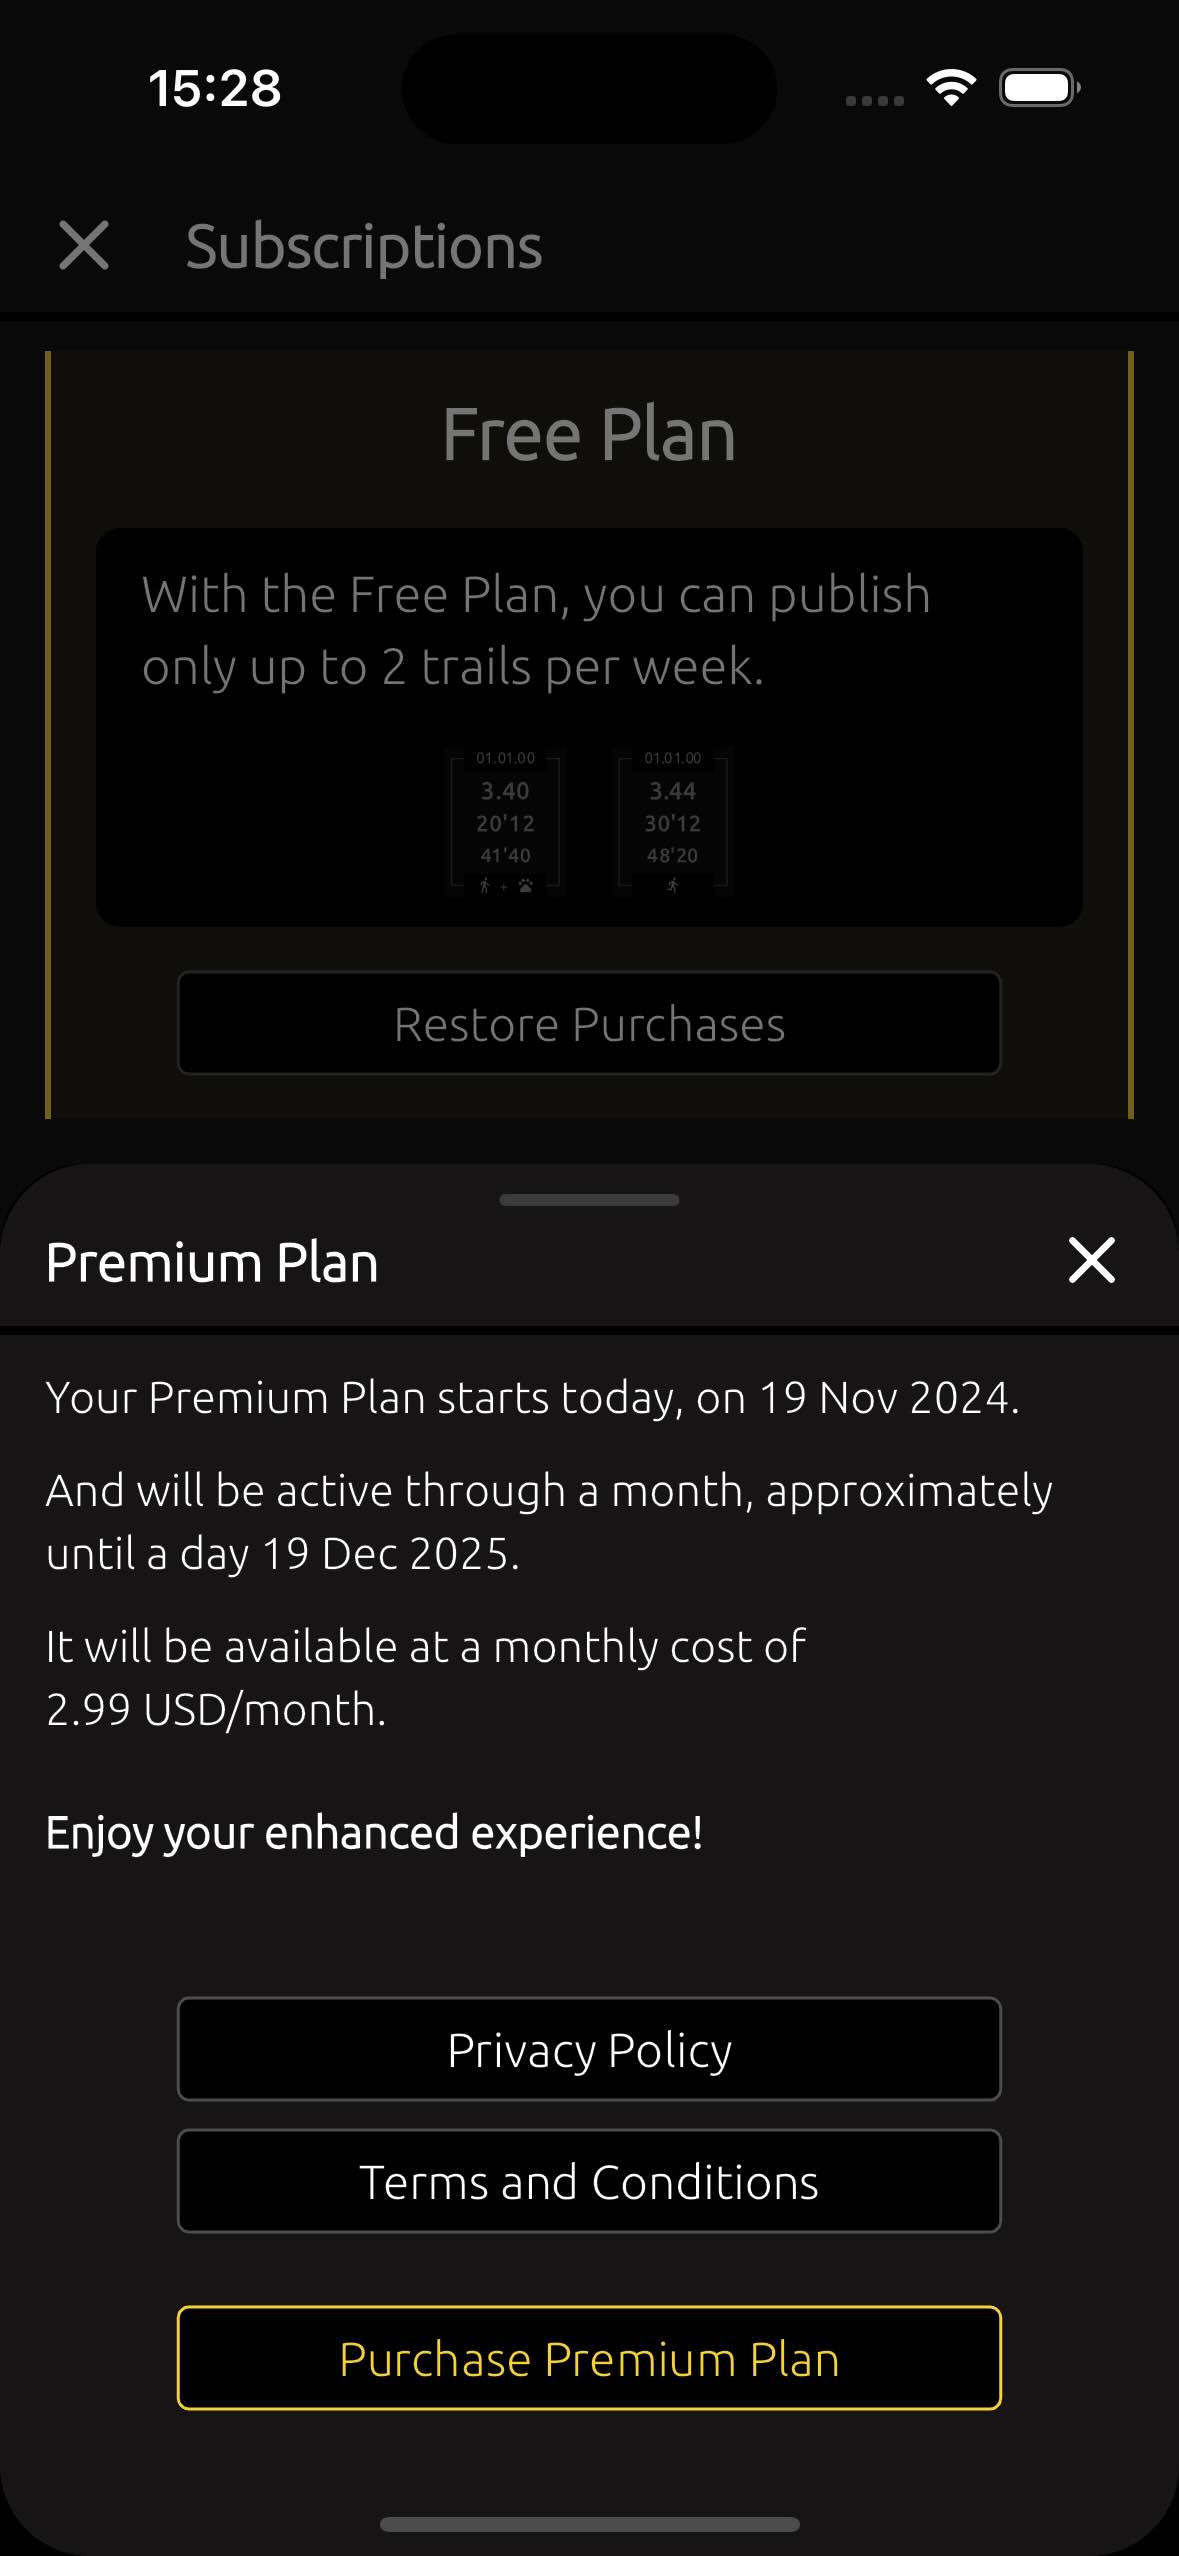 15:28
Subscriptions
Free Plan
With the Free Plan, you can publish
only up to 2 trails per week.
01.01.00 01.01.00
3.40 3.44
20'12 30'12
41'40 48'20
+
Restore Purchases
Premium Plan
Your Premium Plan starts today, on 19 Nov 2024.
And will be active through a month, approximately
until a day 19 Dec 2025.
It will be available at a monthly cost of
2.99 USD/month.
Enjoy your enhanced experience!
Privacy Policy
Terms and Conditions
Purchase Premium Plan